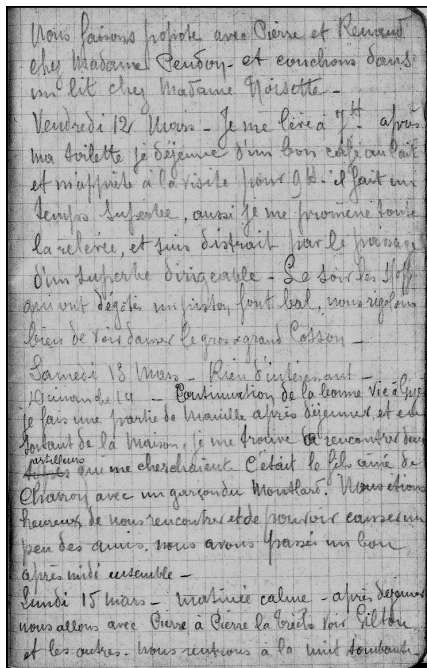 Nous faisons popote avec Pierre et Renaud
chez Madame Pendon et couchons dans
un lit chez Madame Noisette -
Vendredi 12 Mars - Je me lève à 7h après
ma toilette je déjeune d'un bon café au lait
et m'apprête à la visite pour 9h. il fait un
temps superbe, aussi je me promène toute
la relevée, et suis distrait par le passage
d'un superbe dirigeable - Le soir les
qui ont dégoté un piston font bal, nous rigolons
bien de voir danser le gros grand Cosson -
Samedi 13 Mars - Rien d'intéressant -
Dimanche 14 - Continuation de la bonne vie à
je fais une partie de Manille après déjeuner et en
sortant de la maison, je me trouve à rencontrer deux
artilleurs qui me cherchaient. C'était le fils aîné de
Charron avec un garçon du Montlard. Nous étions
heureux de nous rencontrer et de pouvoir causer un
peu des amis. nous avons passé un bon
après midi ensemble -
Lundi 15 mars - matinée calme - après déjeuner
nous allons avec Pierre à Pierre la Treiche voir Gilton
et les autres. nous rentrons à la nuit tombante -